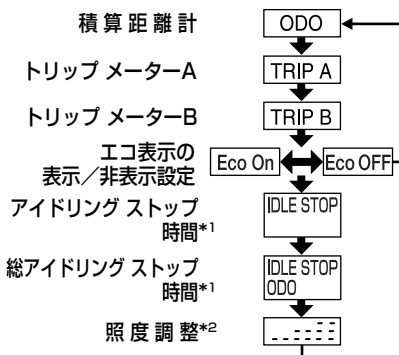 積算距離計 ODO
トリップ メーターA TRIP A
トリップ メーターB TRIP B
エコ表示の
表示／非表示設定 Eco On Eco OFF
アイドリング ストップ
時間*1 IDLE STOP
総アイドリング ストップ
時間*1 IDLE STOP
ODO
照度調整*2